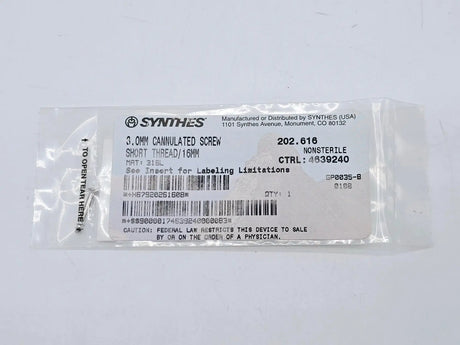 SYNTHES®
Manufactured or Distributed by SYNTHES (USA)
1101 Synthes Avenue, Monument, CO 80132
3.0MM CANNULATED SCREW
202.616
SHORT THREAD/16MM
NONSTERILE
MAT: 316L
CTRL: 4639240
See Insert for Labeling Limitations
GP0035-B
0108
QTY: 1
CAUTION: FEDERAL LAW RESTRICTS THIS DEVICE TO SALE
BY OR ON THE ORDER OF A PHYSICIAN.
TO OPEN TEAR HERE